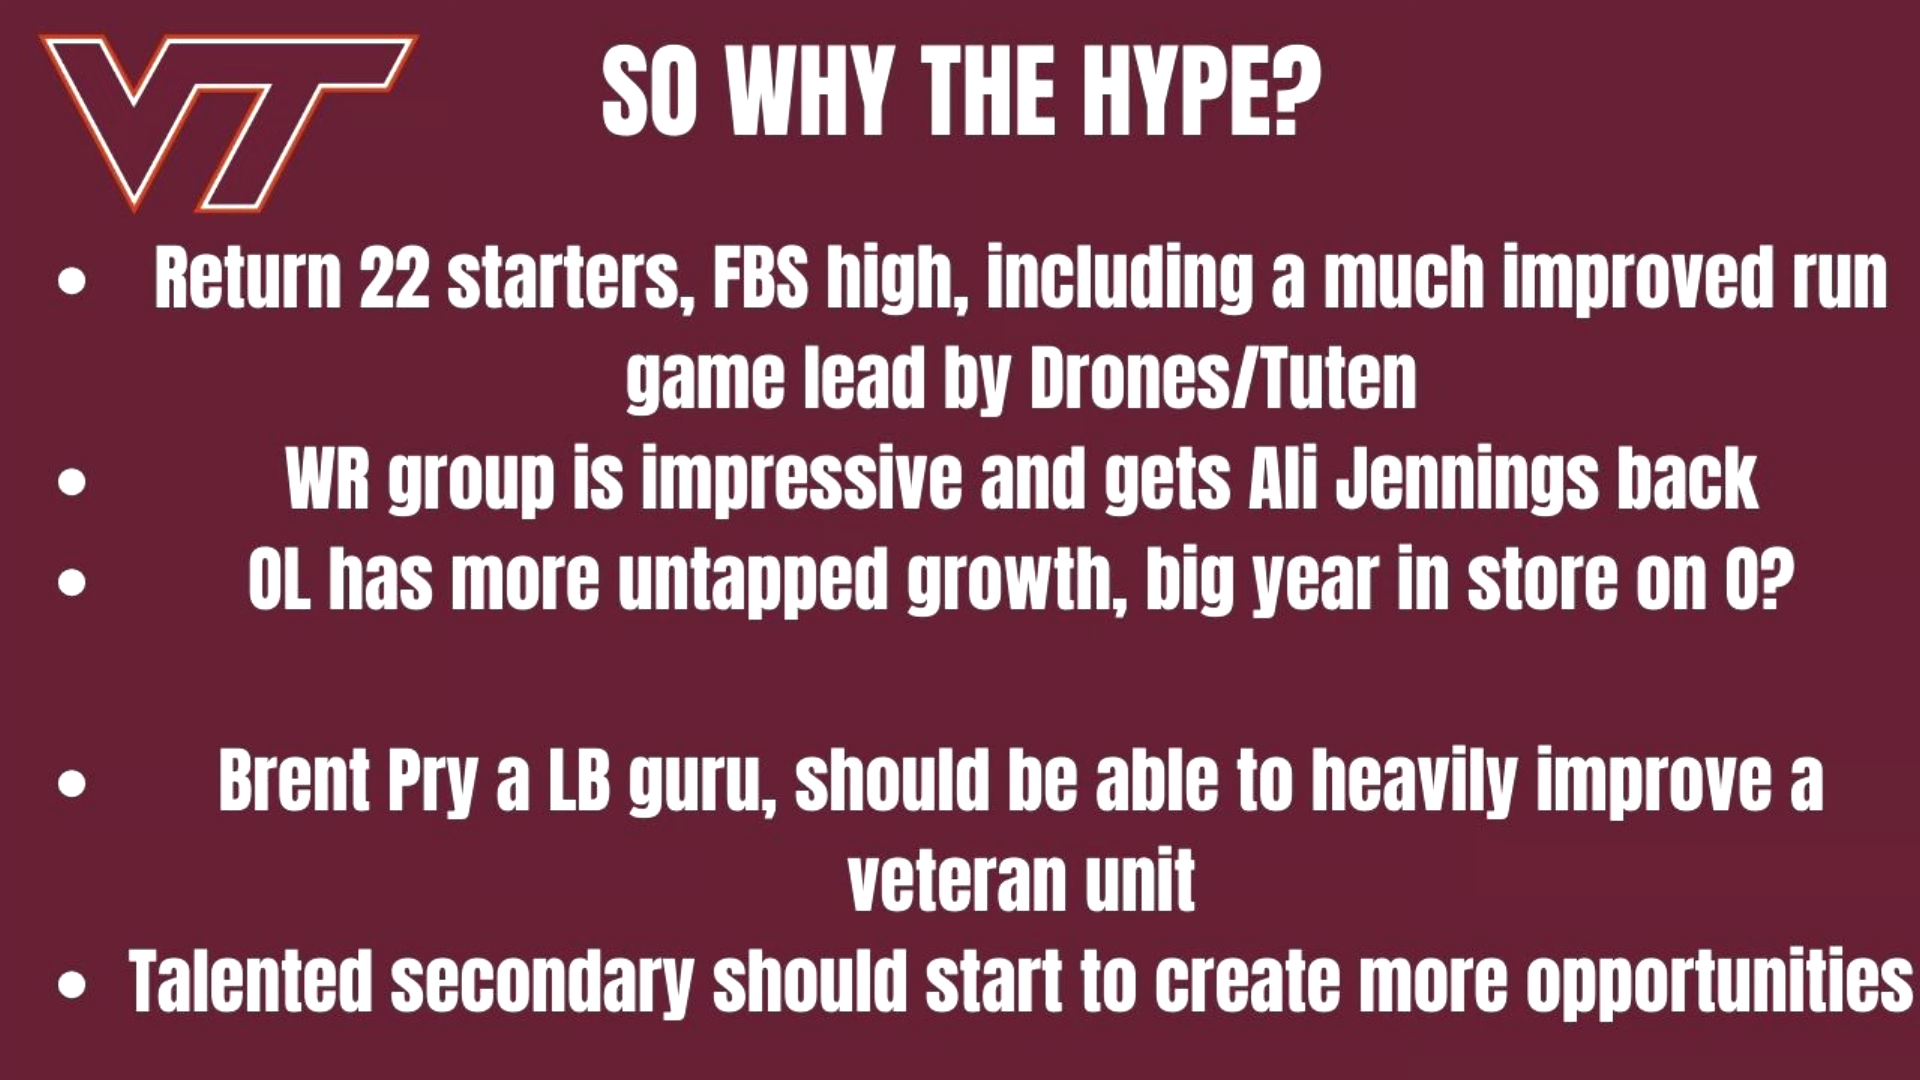 VT
SO WHY THE HYPE?
• Return 22 starters, FBS high, including a much improved run
game lead by Drones/Tuten
• WR group is impressive and gets Ali Jennings back
• OL has more untapped growth, big year in store on O?
• Brent Pry a LB guru, should be able to heavily improve a
veteran unit
• Talented secondary should start to create more opportunities